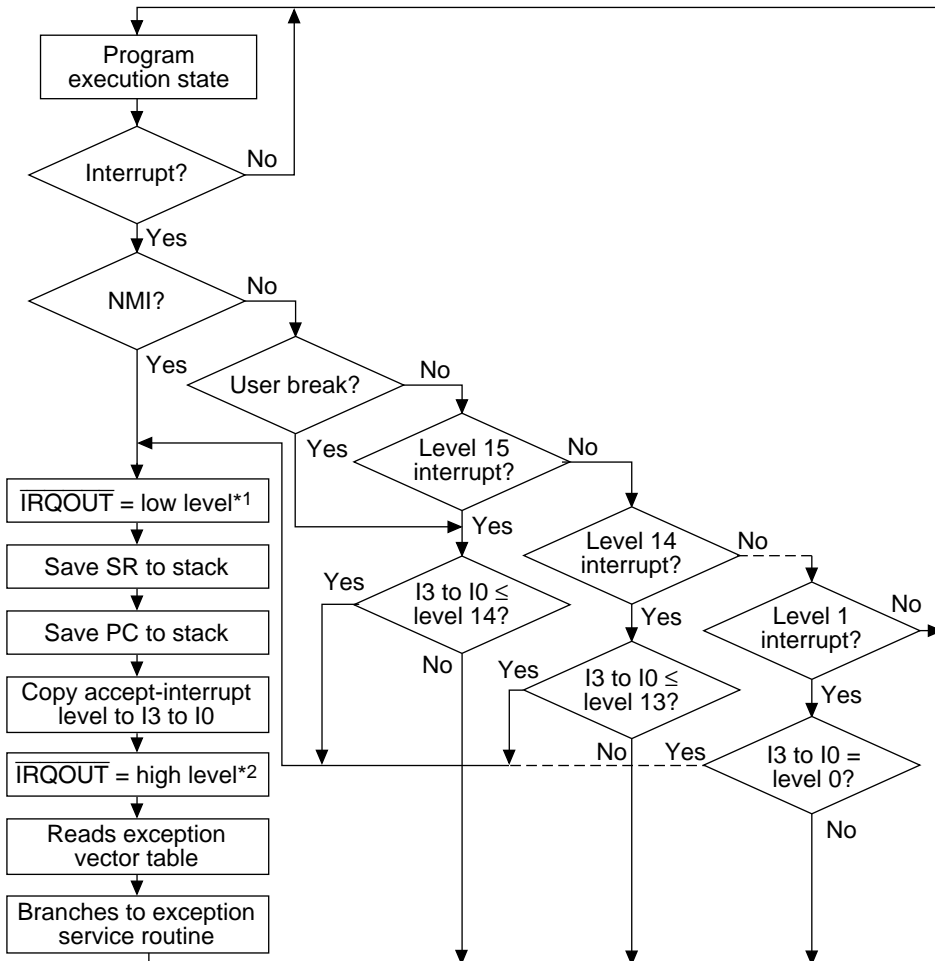 Program
execution state
Interrupt?
No
Yes
NMI?
No
Yes
User break?
No
Yes
Level 15
interrupt?
No
Yes
Level 14
interrupt?
No
Yes
Level 1
interrupt?
No
Yes
IRQOUT = low level*1
Save SR to stack
Save PC to stack
Copy accept-interrupt
level to I3 to I0
IRQOUT = high level*2
Reads exception
vector table
Branches to exception
service routine
Yes
I3 to I0 ≤
level 14?
No
Yes
I3 to I0 ≤
level 13?
No
Yes
I3 to I0 =
level 0?
No